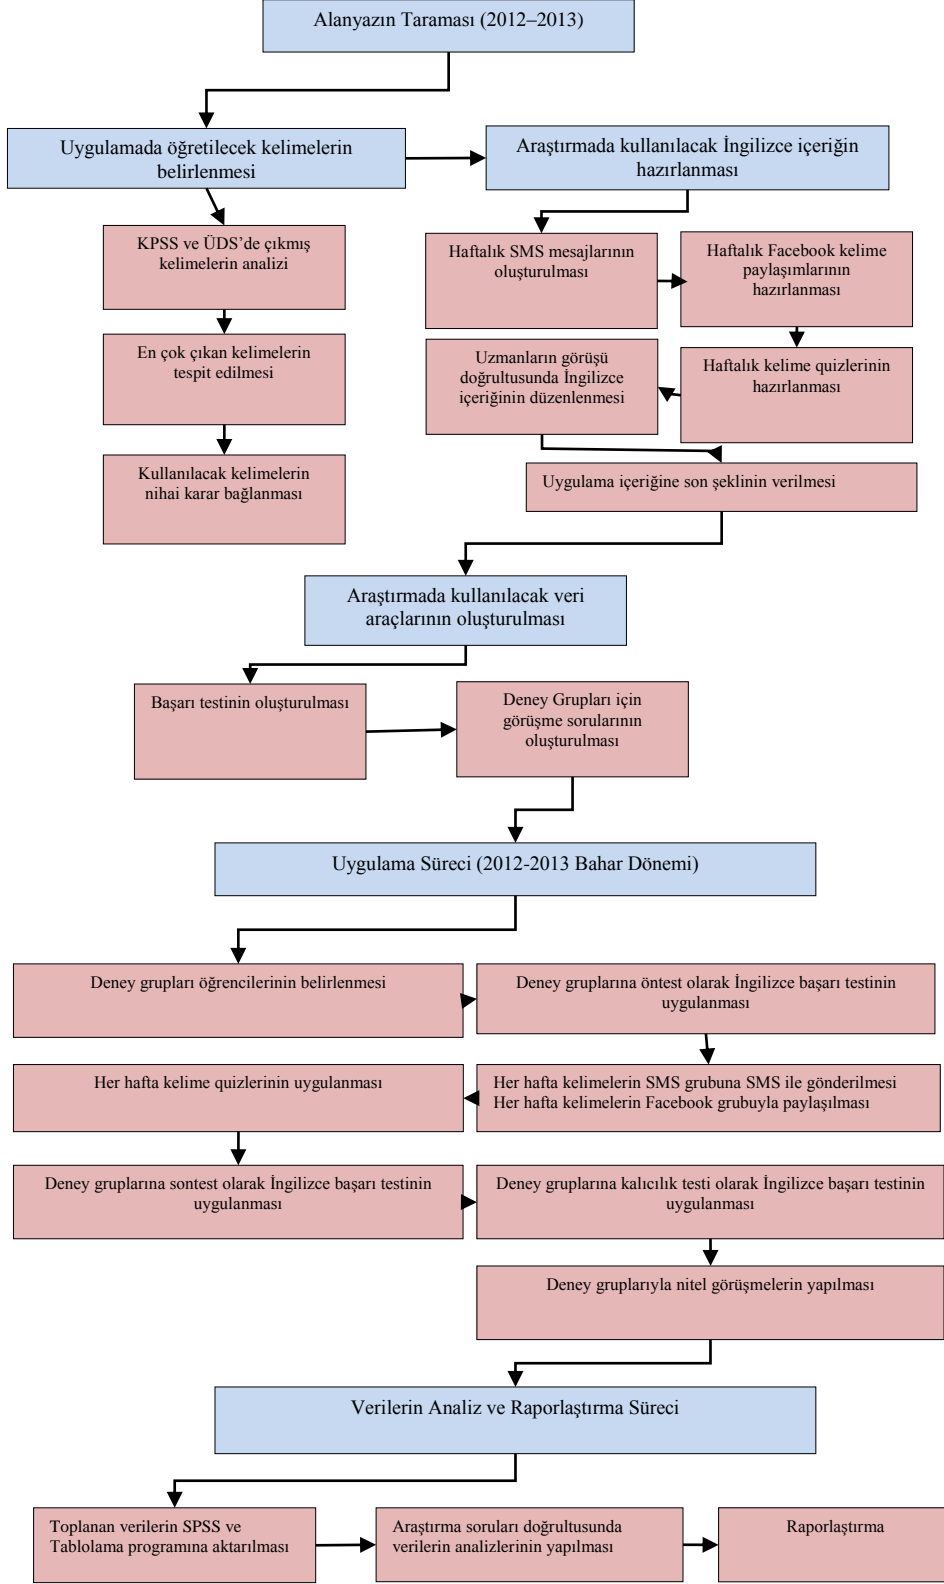 Alanyazın Taraması (2012–2013)
Uygulamada öğretilecek kelimelerin
belirlenmesi
Araştırmada kullanılacak İngilizce içeriğin
hazırlanması
KPSS ve ÜDS’de çıkmış
kelimelerin analizi
En çok çıkan kelimelerin
tespit edilmesi
Kullanılacak kelimelerin
nihai karar bağlanması
Haftalık SMS mesajlarının
oluşturulması
Haftalık Facebook kelime
paylaşımlarının
hazırlanması
Haftalık kelime quizlerinin
hazırlanması
Uzmanların görüşü
doğrultusunda İngilizce
içeriğinin düzenlenmesi
Uygulama içeriğine son şeklinin verilmesi
Araştırmada kullanılacak veri
araçlarının oluşturulması
Başarı testinin oluşturulması
Deney Grupları için
görüşme sorularının
oluşturulması
Uygulama Süreci (2012-2013 Bahar Dönemi)
Deney grupları öğrencilerinin belirlenmesi
Deney gruplarına öntest olarak İngilizce başarı testinin
uygulanması
Her hafta kelimelerin SMS grubuna SMS ile gönderilmesi
Her hafta kelimelerin Facebook grubuyla paylaşılması
Her hafta kelime quizlerinin uygulanması
Deney gruplarına sontest olarak İngilizce başarı testinin
uygulanması
Deney gruplarına kalıcılık testi olarak İngilizce başarı testinin
uygulanması
Deney gruplarıyla nitel görüşmelerin yapılması
Verilerin Analiz ve Raporlaştırma Süreci
Toplanan verilerin SPSS ve
Tablolama programına aktarılması
Araştırma soruları doğrultusunda
verilerin analizlerinin yapılması
Raporlaştırma